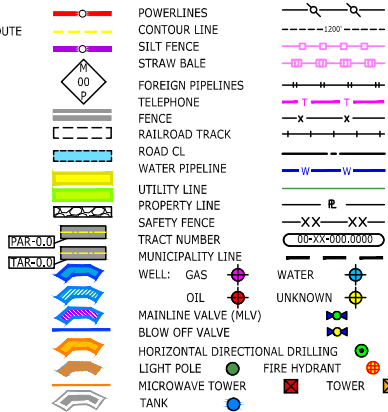 POWERLINES
OUTE CONTOUR LINE 1200'
SILT FENCE
STRAW BALE
M
00
P
FOREIGN PIPELINES
TELEPHONE T T
FENCE x x
RAILROAD TRACK
ROAD CL
WATER PIPELINE W W
UTILITY LINE
PROPERTY LINE PL
SAFETY FENCE XX XX
PAR-0.0 TRACT NUMBER 00-XX-000.0000
TAR-0.0 MUNICIPALITY LINE
WELL: GAS WATER
OIL UNKNOWN
MAINLINE VALVE (MLV)
BLOW OFF VALVE
HORIZONTAL DIRECTIONAL DRILLING
LIGHT POLE FIRE HYDRANT
MICROWAVE TOWER TOWER
TANK